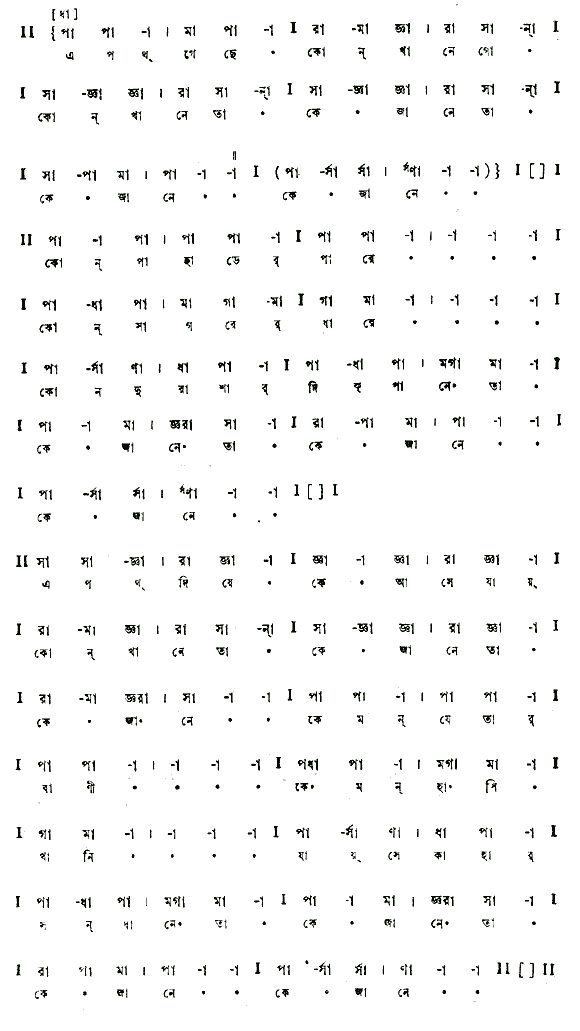 [ধা]
II {পা পা -া । মা পা -া I রা -মা জ্ঞা । রা সা -ন্া I
এ প থ্ গে ছে • কো ন্ খা নে গো •
I সা -জ্ঞা জ্ঞা । রা সা -ন্া I সা -জ্ঞা জ্ঞা । রা সা -ন্া I
কো ন্ খা নে তা • কে • জা নে তা •
I সা -পা মা । পা -া -া I (পা -র্সা র্সা । র্সণা -া -া)} I [] I
কে • জা নে • • কে • জা নে • •
II পা -া পা । পা পা -া I পা পা -া । -া -া -া I
কো ন্ পা হা ড়ে র্ পা রে • • • •
I পা -ধা পা । মা গা -মা I গা মা -া । -া -া -া I
কো ন্ সা গ রে র্ ধা রে • • • •
I পা -র্সা ণা । ধা পা -া I পা -ধা পা । মগা মা -া I
কো ন দু রা শা র্ দি ক্ পা নে• তা •
I পা -া মা । জ্ঞরা সা -া I রা -পা মা । পা -া -া I
কে • জা নে• তা • কে • জা নে • •
I পা -র্সা র্সা । র্সণা -া -া I [] I
কে • জা নে • •
II সা সা -জ্ঞা । রা জ্ঞা -া I জ্ঞা -া জ্ঞা । রা জ্ঞা -া I
এ প থ্ দি যে • কে • আ সে যা য়্
I রা -মা জ্ঞা । রা সা -ন্া I সা -জ্ঞা জ্ঞা । রা জ্ঞা -া I
কো ন্ খা নে তা • কে • জা নে তা •
I রা -মা জ্ঞরা । সা -া -া I পা পা -া । পা পা -া I
কে • জা• নে • • কে ম ন্ যে তা র্
I পা পা -া । -া -া -া I পধা পা -া । মগা মা -া I
বা ণী • • • • কে• ম ন্ হা• সি •
I গা মা -া । -া -া -া I পা -র্সা ণা । ধা পা -া I
খা নি • • • • যা য়্ সে কা হা র্
I পা -ধা পা । মগা মা -া I পা -া মা । জ্ঞরা সা -া I
স ন্ ধা নে• তা • কে • জা নে• তা •
I রা গা মা । পা -া -া I পা -র্সা র্সা । ণা -া -া II [] II
কে • জা নে • • কে • জা নে • •